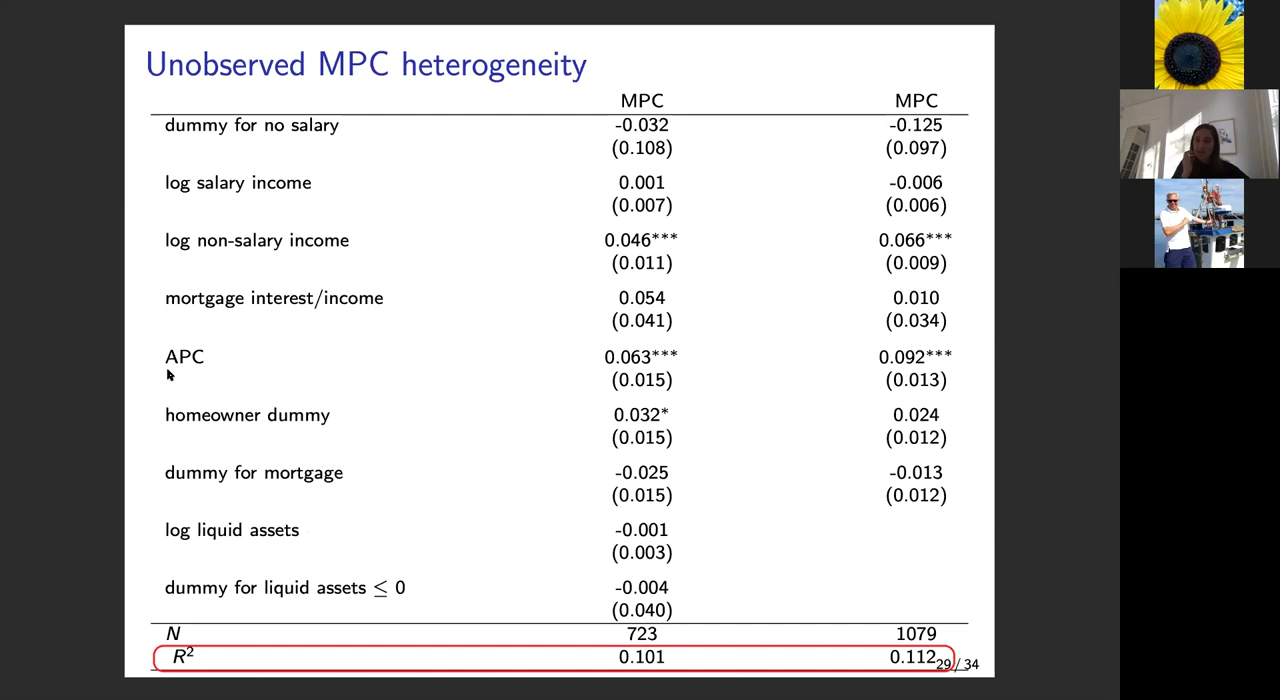 Unobserved MPC heterogeneity
MPC MPC
dummy for no salary -0.032 -0.125
(0.108) (0.097)
log salary income 0.001 -0.006
(0.007) (0.006)
log non-salary income 0.046*** 0.066***
(0.011) (0.009)
mortgage interest/income 0.054 0.010
(0.041) (0.034)
APC 0.063*** 0.092***
(0.015) (0.013)
homeowner dummy 0.032* 0.024
(0.015) (0.012)
dummy for mortgage -0.025 -0.013
(0.015) (0.012)
log liquid assets -0.001
(0.003)
dummy for liquid assets ≤ 0 -0.004
(0.040)
N 723 1079
R² 0.101 0.112
29 / 34